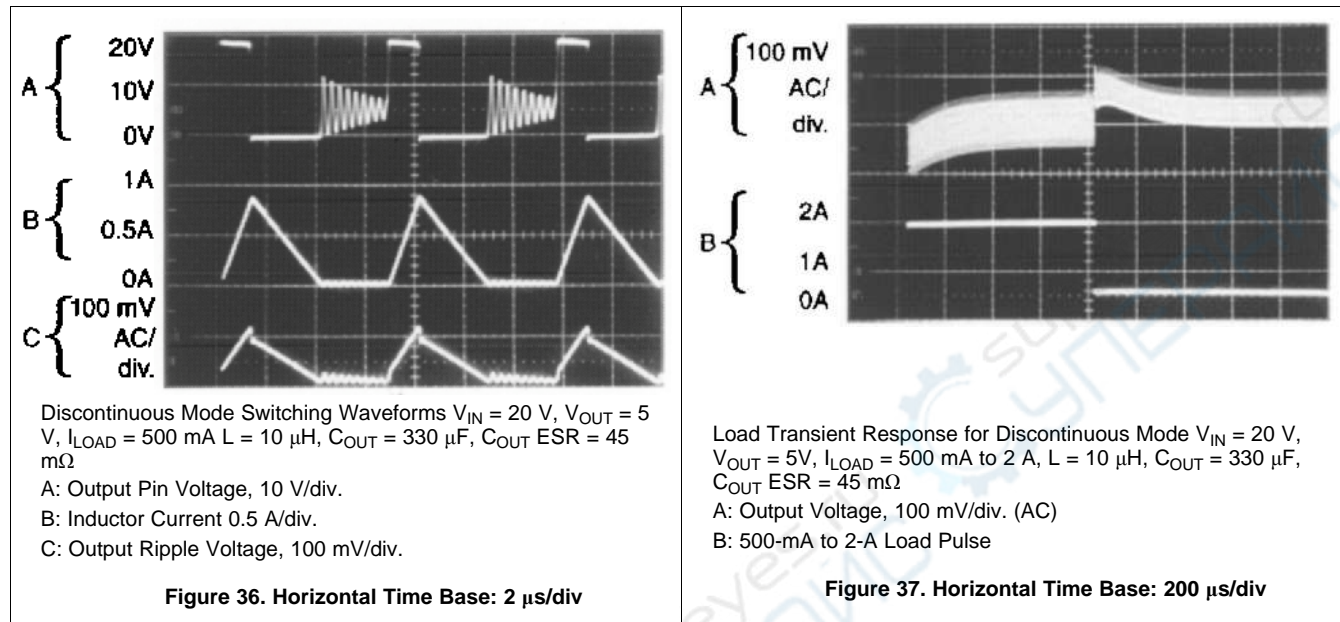 A
20V
10V
0V
B
1A
0.5A
0A
C
100 mV
AC/
div.
Discontinuous Mode Switching Waveforms VIN = 20 V, VOUT = 5
V, ILOAD = 500 mA L = 10 μH, COUT = 330 μF, COUT ESR = 45
mΩ
A: Output Pin Voltage, 10 V/div.
B: Inductor Current 0.5 A/div.
C: Output Ripple Voltage, 100 mV/div.
Figure 36. Horizontal Time Base: 2 μs/div
A
100 mV
AC/
div.
B
2A
1A
0A
Load Transient Response for Discontinuous Mode VIN = 20 V,
VOUT = 5V, ILOAD = 500 mA to 2 A, L = 10 μH, COUT = 330 μF,
COUT ESR = 45 mΩ
A: Output Voltage, 100 mV/div. (AC)
B: 500-mA to 2-A Load Pulse
Figure 37. Horizontal Time Base: 200 μs/div